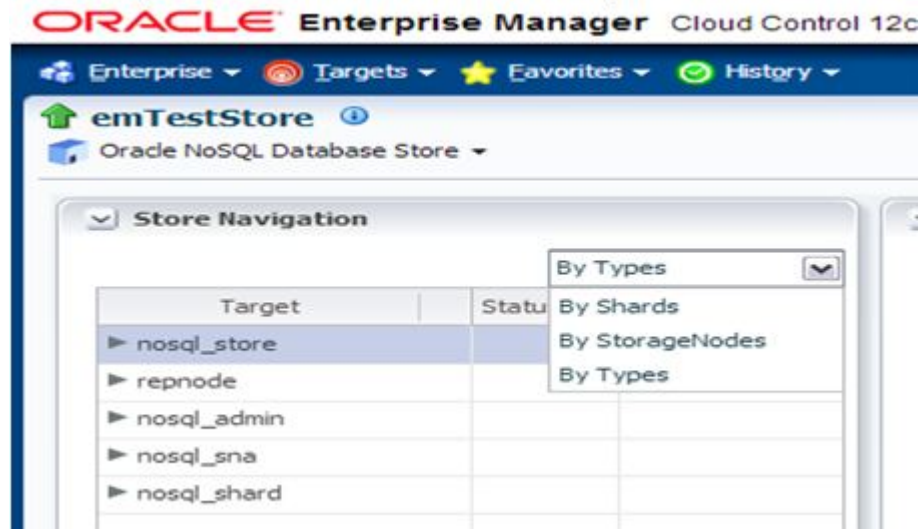 ORACLE Enterprise Manager Cloud Control 12c
Enterprise Targets Favorites History
emTestStore
Oracle NoSQL Database Store
Store Navigation
By Types
Target Statu By Shards
nosql_store By StorageNodes
repnode By Types
nosql_admin
nosql_sna
nosql_shard